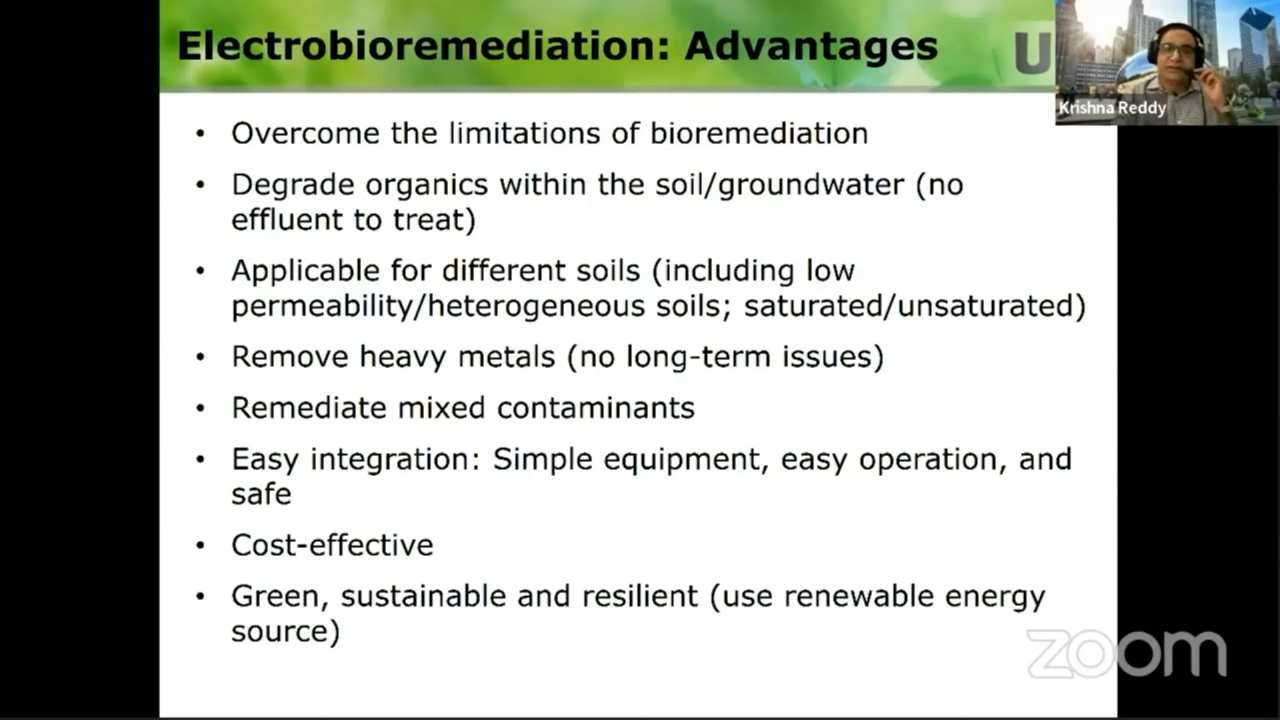 Electrobioremediation: Advantages
U
Krishna Reddy
• Overcome the limitations of bioremediation
• Degrade organics within the soil/groundwater (no
effluent to treat)
• Applicable for different soils (including low
permeability/heterogeneous soils; saturated/unsaturated)
• Remove heavy metals (no long-term issues)
• Remediate mixed contaminants
• Easy integration: Simple equipment, easy operation, and
safe
• Cost-effective
• Green, sustainable and resilient (use renewable energy
source)
zoom